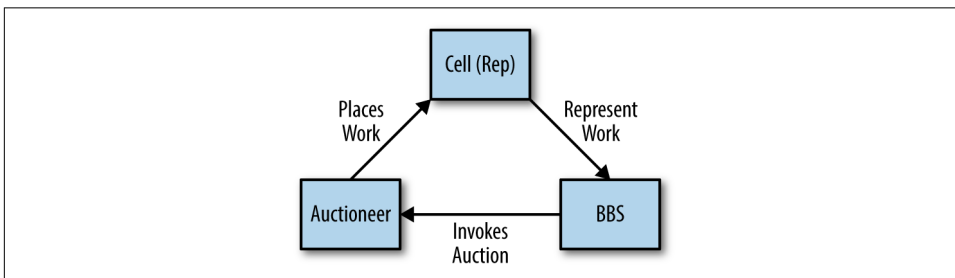 Cell (Rep)
Places
Work
Represent
Work
Auctioneer
BBS
Invokes
Auction